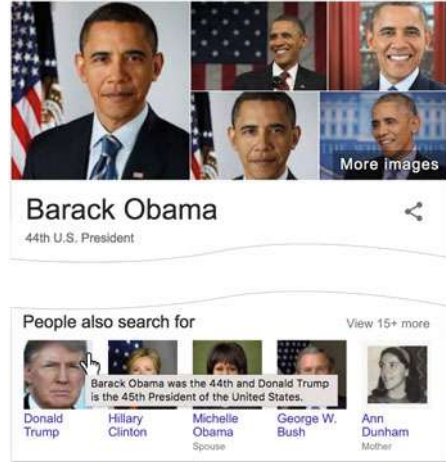 More images
Barack Obama
44th U.S. President
People also search for
View 15+ more
Barack Obama was the 44th and Donald Trump
is the 45th President of the United States.
Donald
Trump
Hillary
Clinton
Michelle
Obama
Spouse
George W.
Bush
Ann
Dunham
Mother